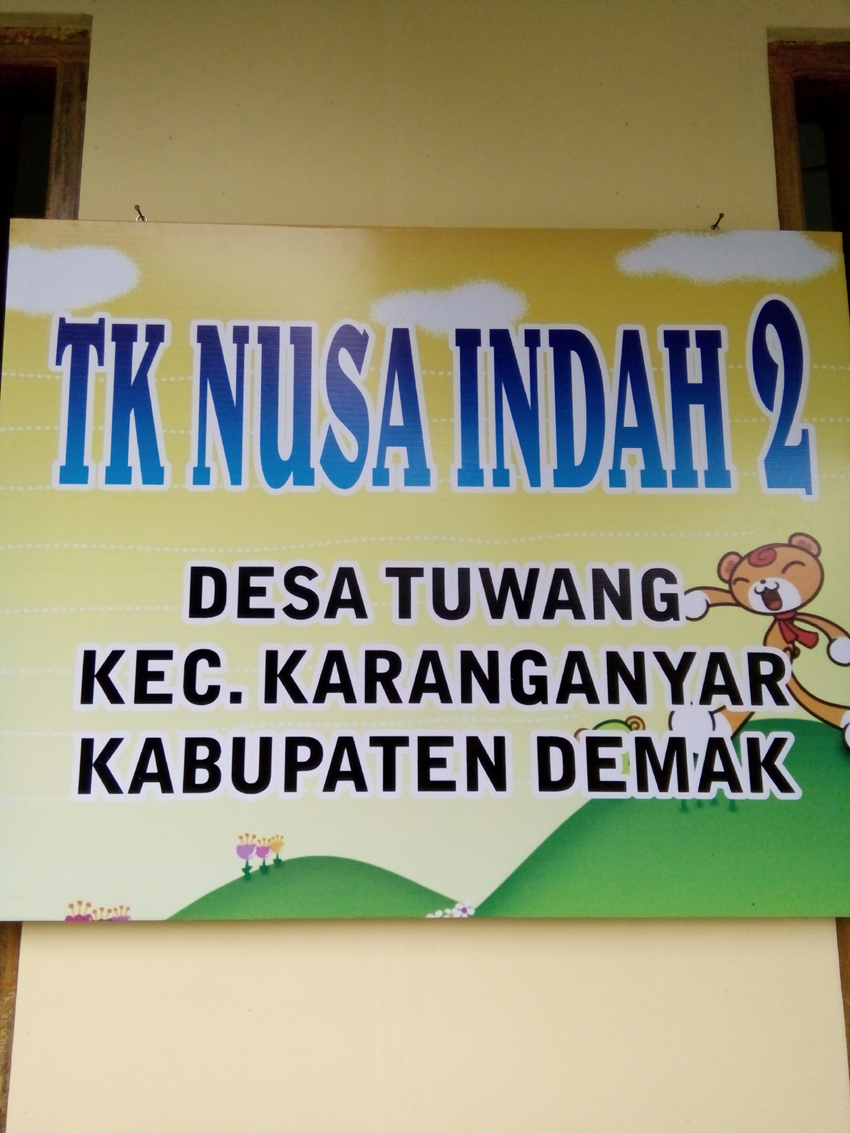 TK NUSA INDAH 2
DESA TUWANG
KEC. KARANGANYAR
KABUPATEN DEMAK